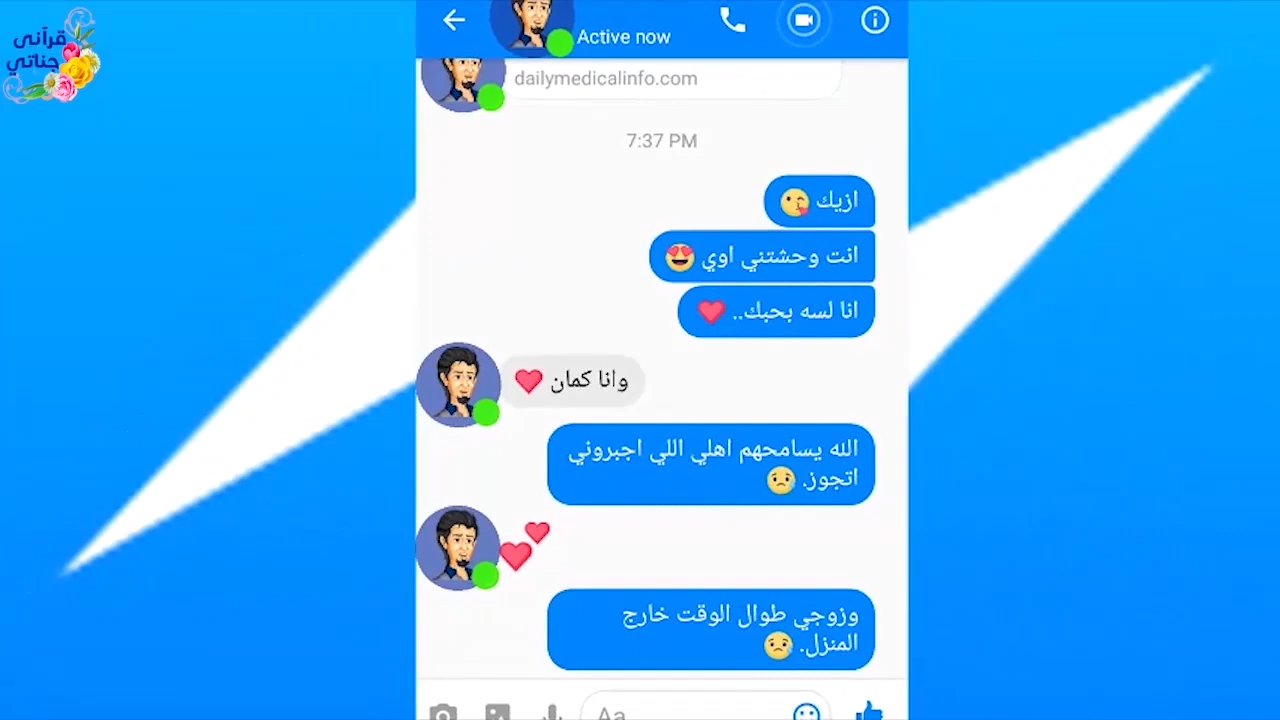 قرآنى
جناتي
Active now
dailymedicalinfo.com
7:37 PM
ازيك 😘
انت وحشتني اوي 😍
انا لسه بحبك.. ❤️
وانا كمان ❤️
الله يسامحهم اهلي اللي اجبروني
اتجوز. 😢
💕
وزوجي طوال الوقت خارج
المنزل. 😢
Aa